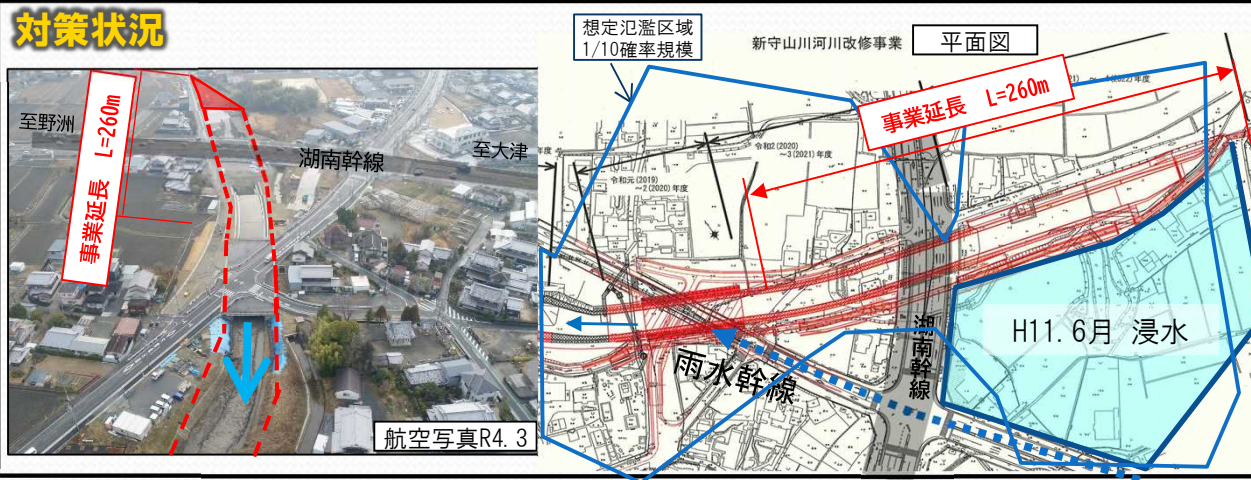 対策状況
事業延長 L=260m
至野洲
湖南幹線
至大津
航空写真R4.3
想定氾濫区域
1/10確率規模
新守山川河川改修事業
平面図
事業延長 L=260m
年度
令和2(2020)
～3(2021)年度
令和元(2019)
～2(2020)年度
湖南幹線
雨水幹線
H11.6月 浸水